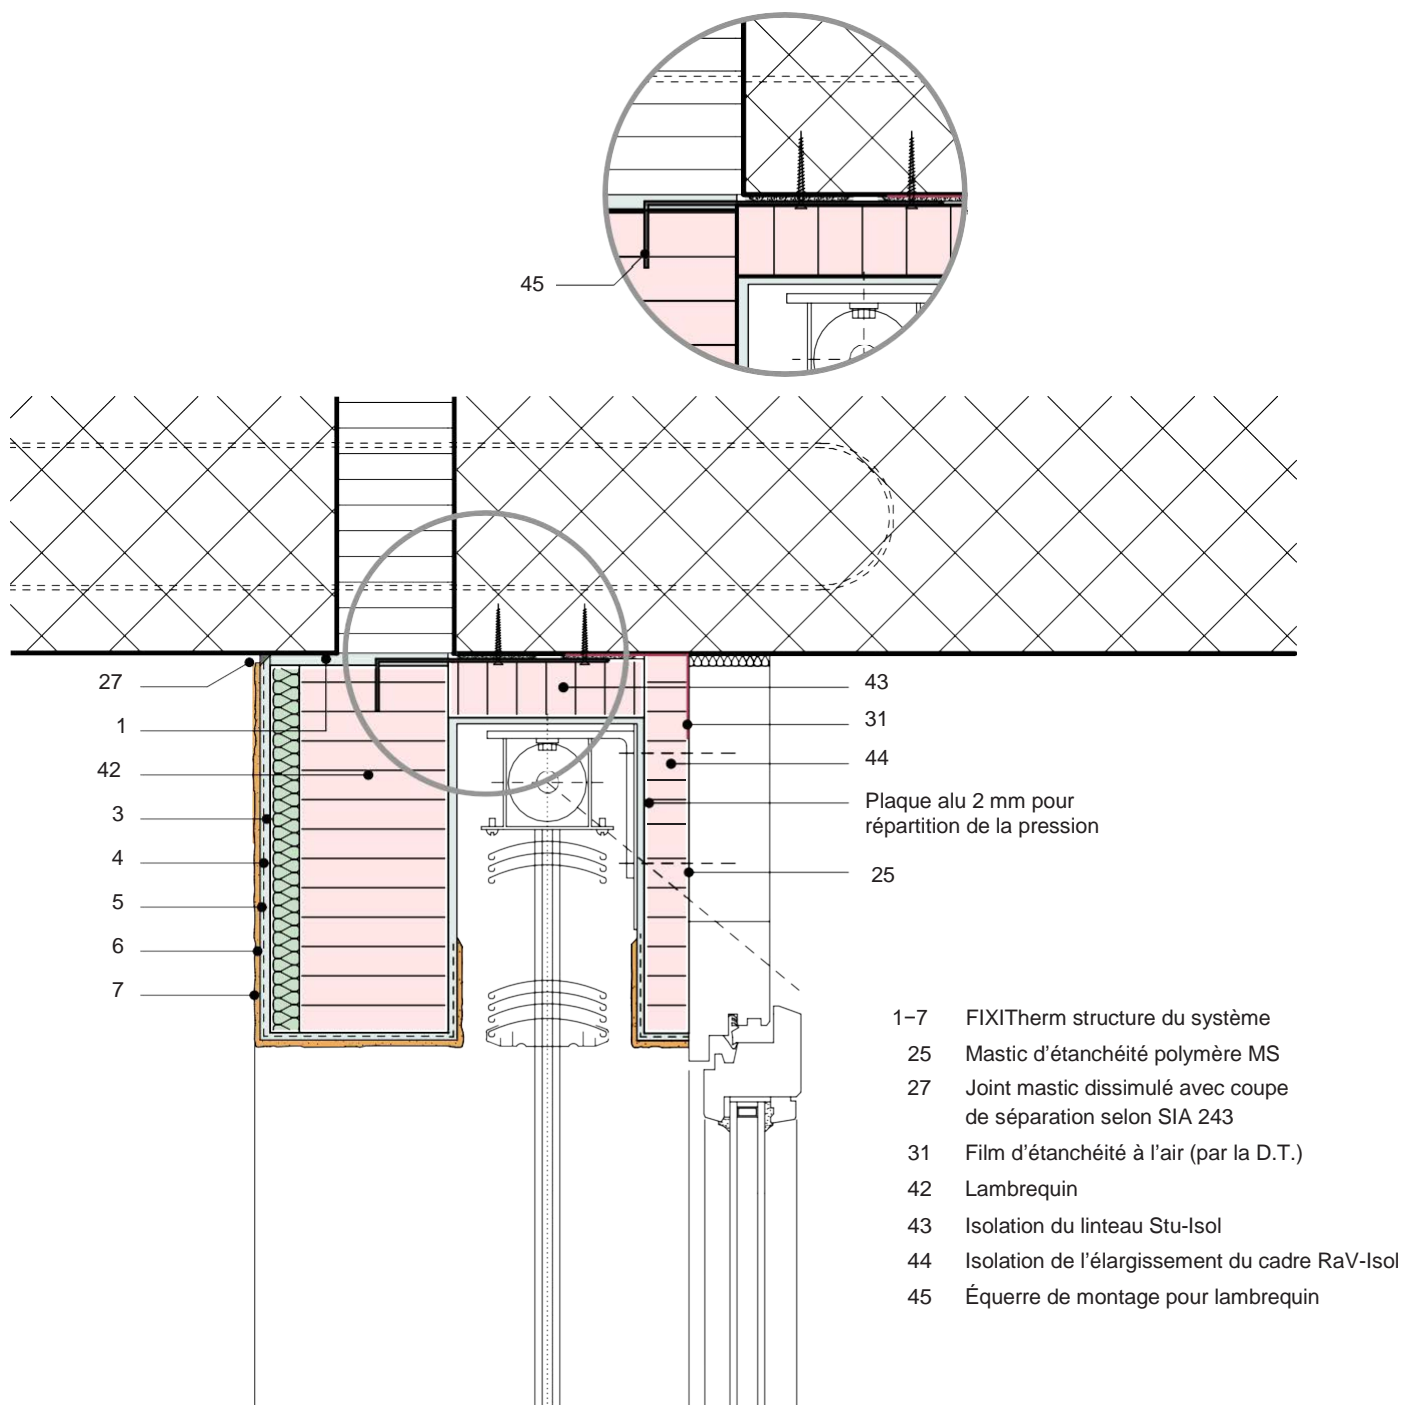 45
27
1
42
3
4
5
6
7
43
31
44
Plaque alu 2 mm pour
répartition de la pression
25
1–7 FIXITherm structure du système
25 Mastic d’étanchéité polymère MS
27 Joint mastic dissimulé avec coupe
de séparation selon SIA 243
31 Film d’étanchéité à l’air (par la D.T.)
42 Lambrequin
43 Isolation du linteau Stu-Isol
44 Isolation de l’élargissement du cadre RaV-Isol
45 Équerre de montage pour lambrequin